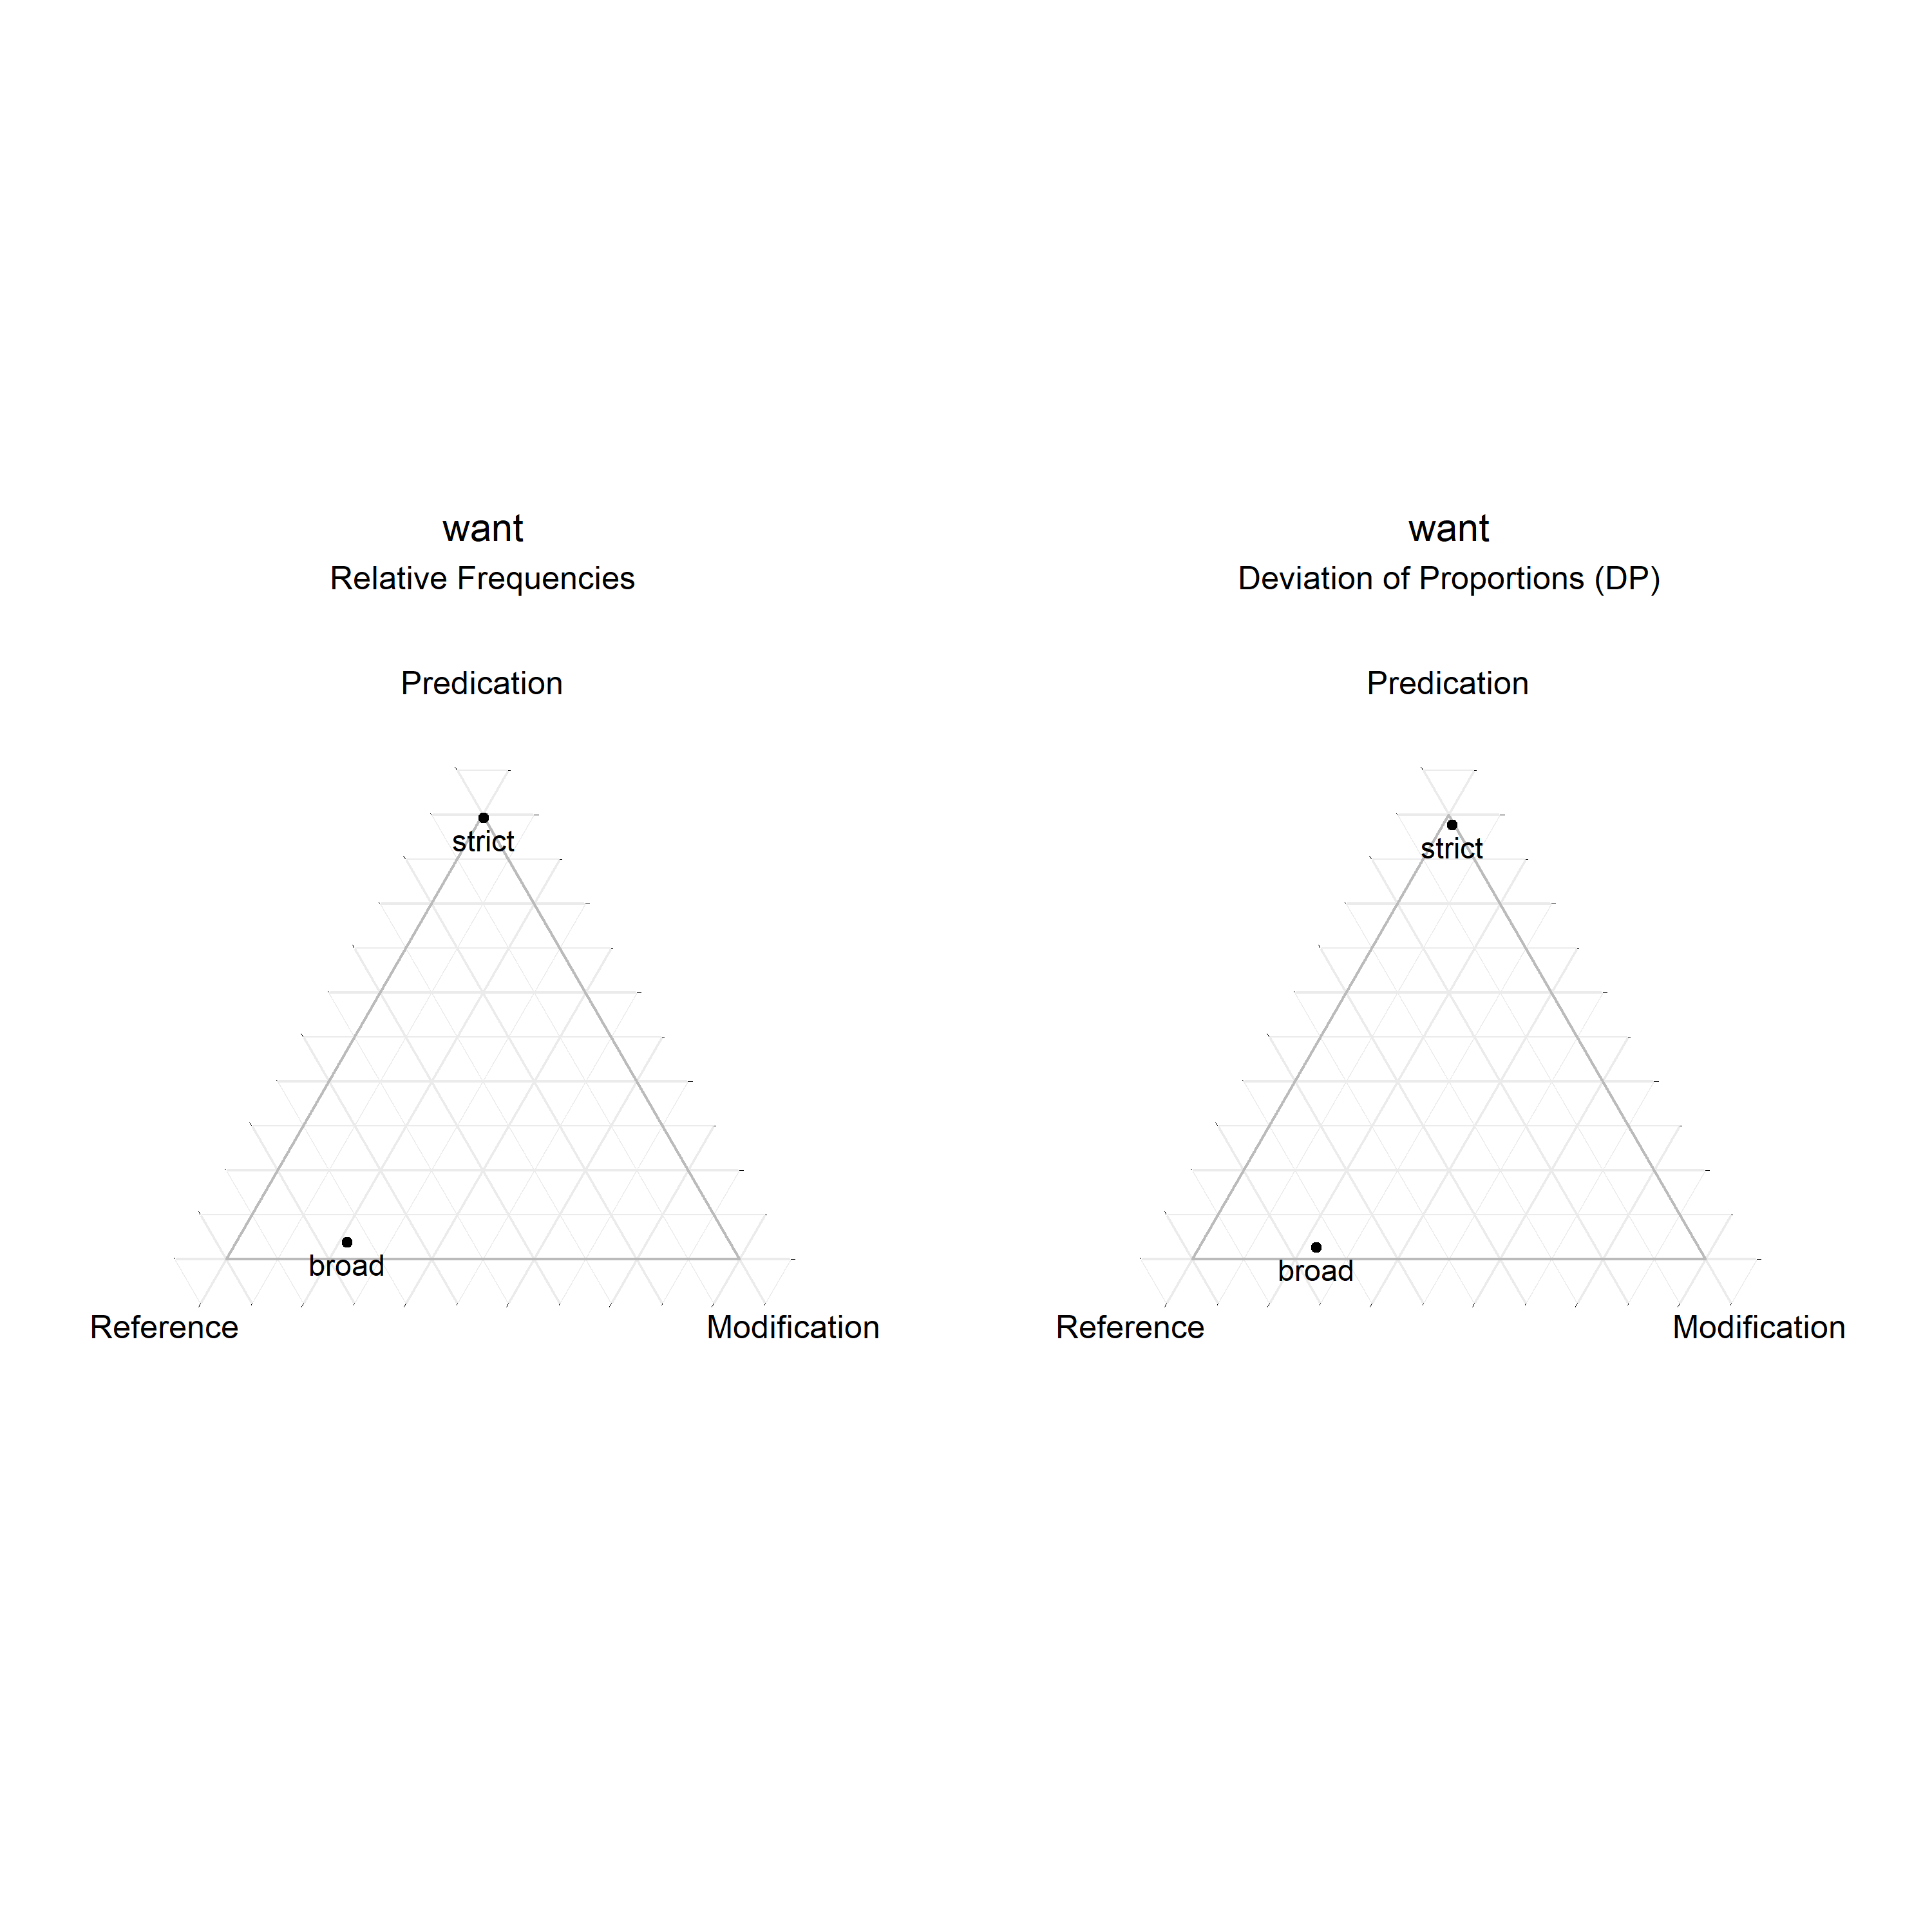 want
Relative Frequencies
Predication
strict
broad
Reference
Modification
want
Deviation of Proportions (DP)
Predication
strict
broad
Reference
Modification